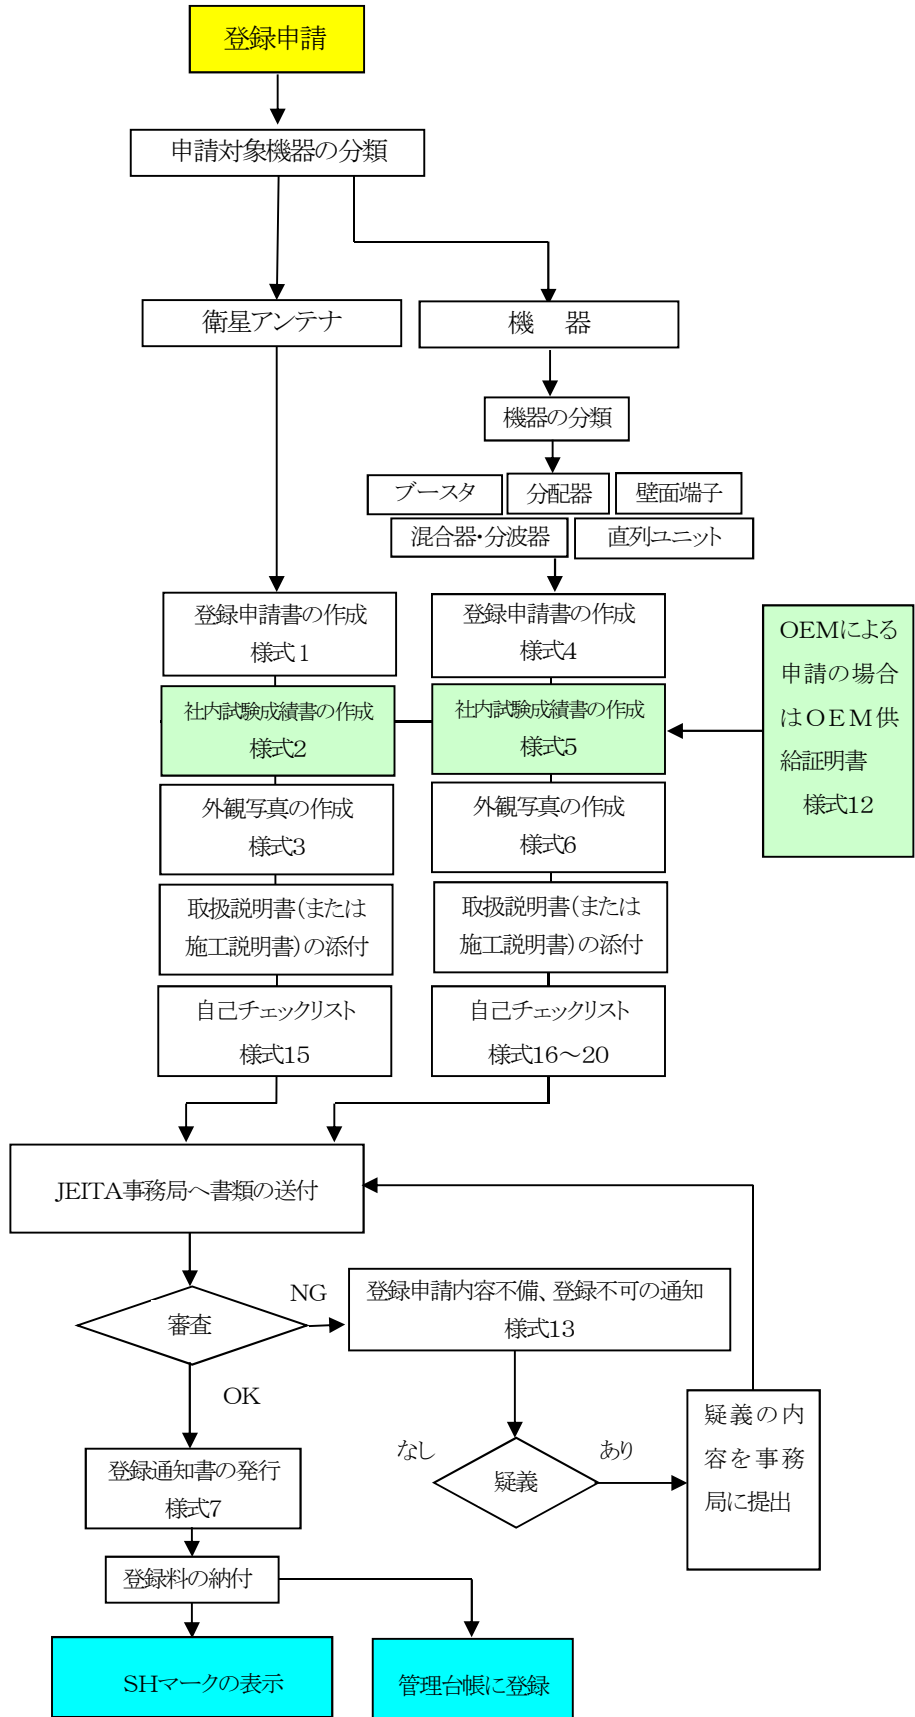 登録申請
申請対象機器の分類
衛星アンテナ
機　器
機器の分類
ブースタ
分配器
壁面端子
混合器・分波器
直列ユニット
登録申請書の作成
様式1
登録申請書の作成
様式4
OEMによる
申請の場合
はOEM供
給証明書
様式12
社内試験成績書の作成
様式2
社内試験成績書の作成
様式5
外観写真の作成
様式3
外観写真の作成
様式6
取扱説明書(または
施工説明書)の添付
取扱説明書(または
施工説明書)の添付
自己チェックリスト
様式15
自己チェックリスト
様式16～20
JEITA事務局へ書類の送付
審査
NG
登録申請内容不備、登録不可の通知
様式13
OK
なし
疑義
あり
疑義の内
容を事務
局に提出
登録通知書の発行
様式7
登録料の納付
SHマークの表示
管理台帳に登録